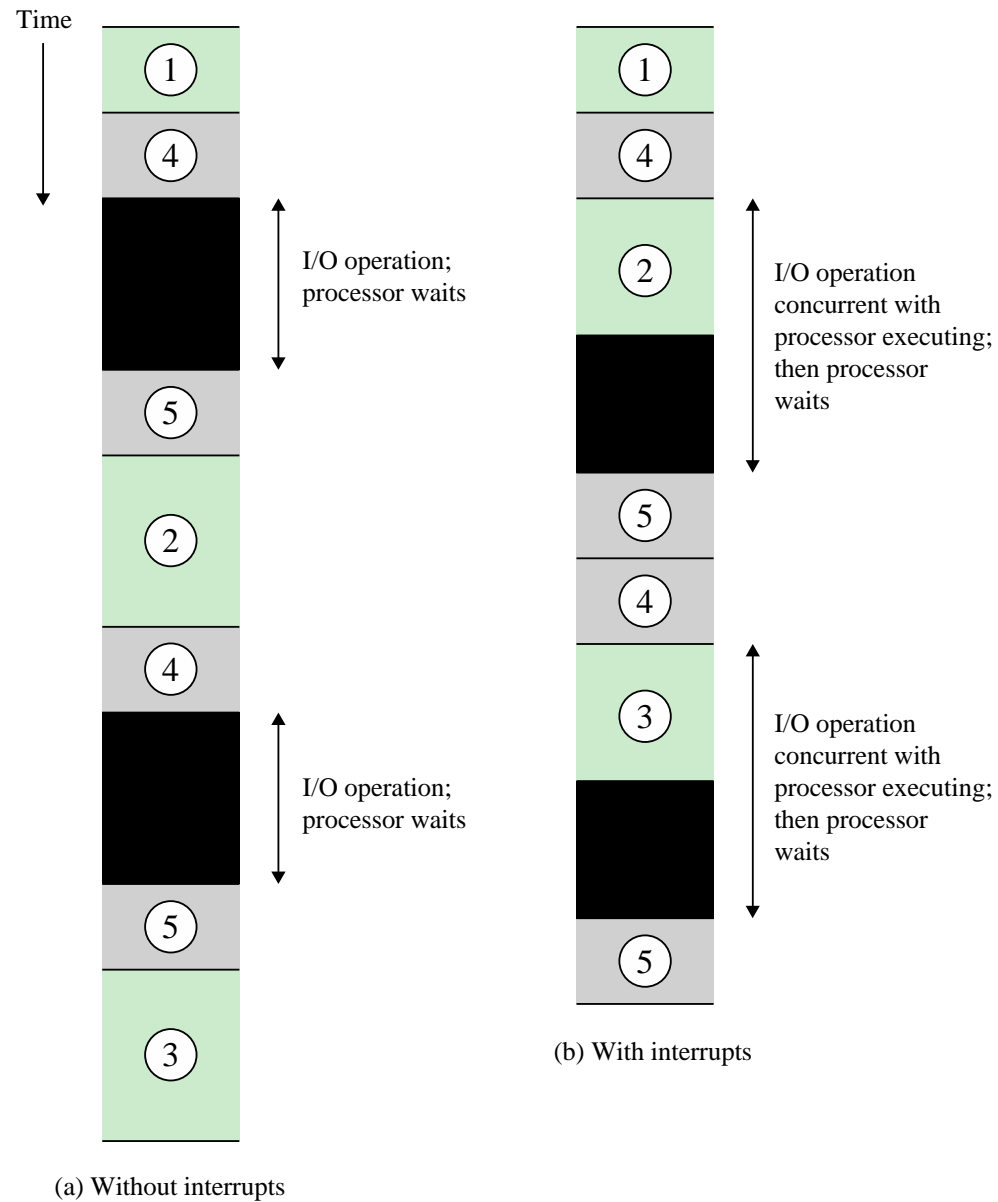 Time
1
4
I/O operation;
processor waits
5
2
4
I/O operation;
processor waits
5
3
(a) Without interrupts
1
4
2
I/O operation
concurrent with
processor executing;
then processor
waits
5
4
3
I/O operation
concurrent with
processor executing;
then processor
waits
5
(b) With interrupts